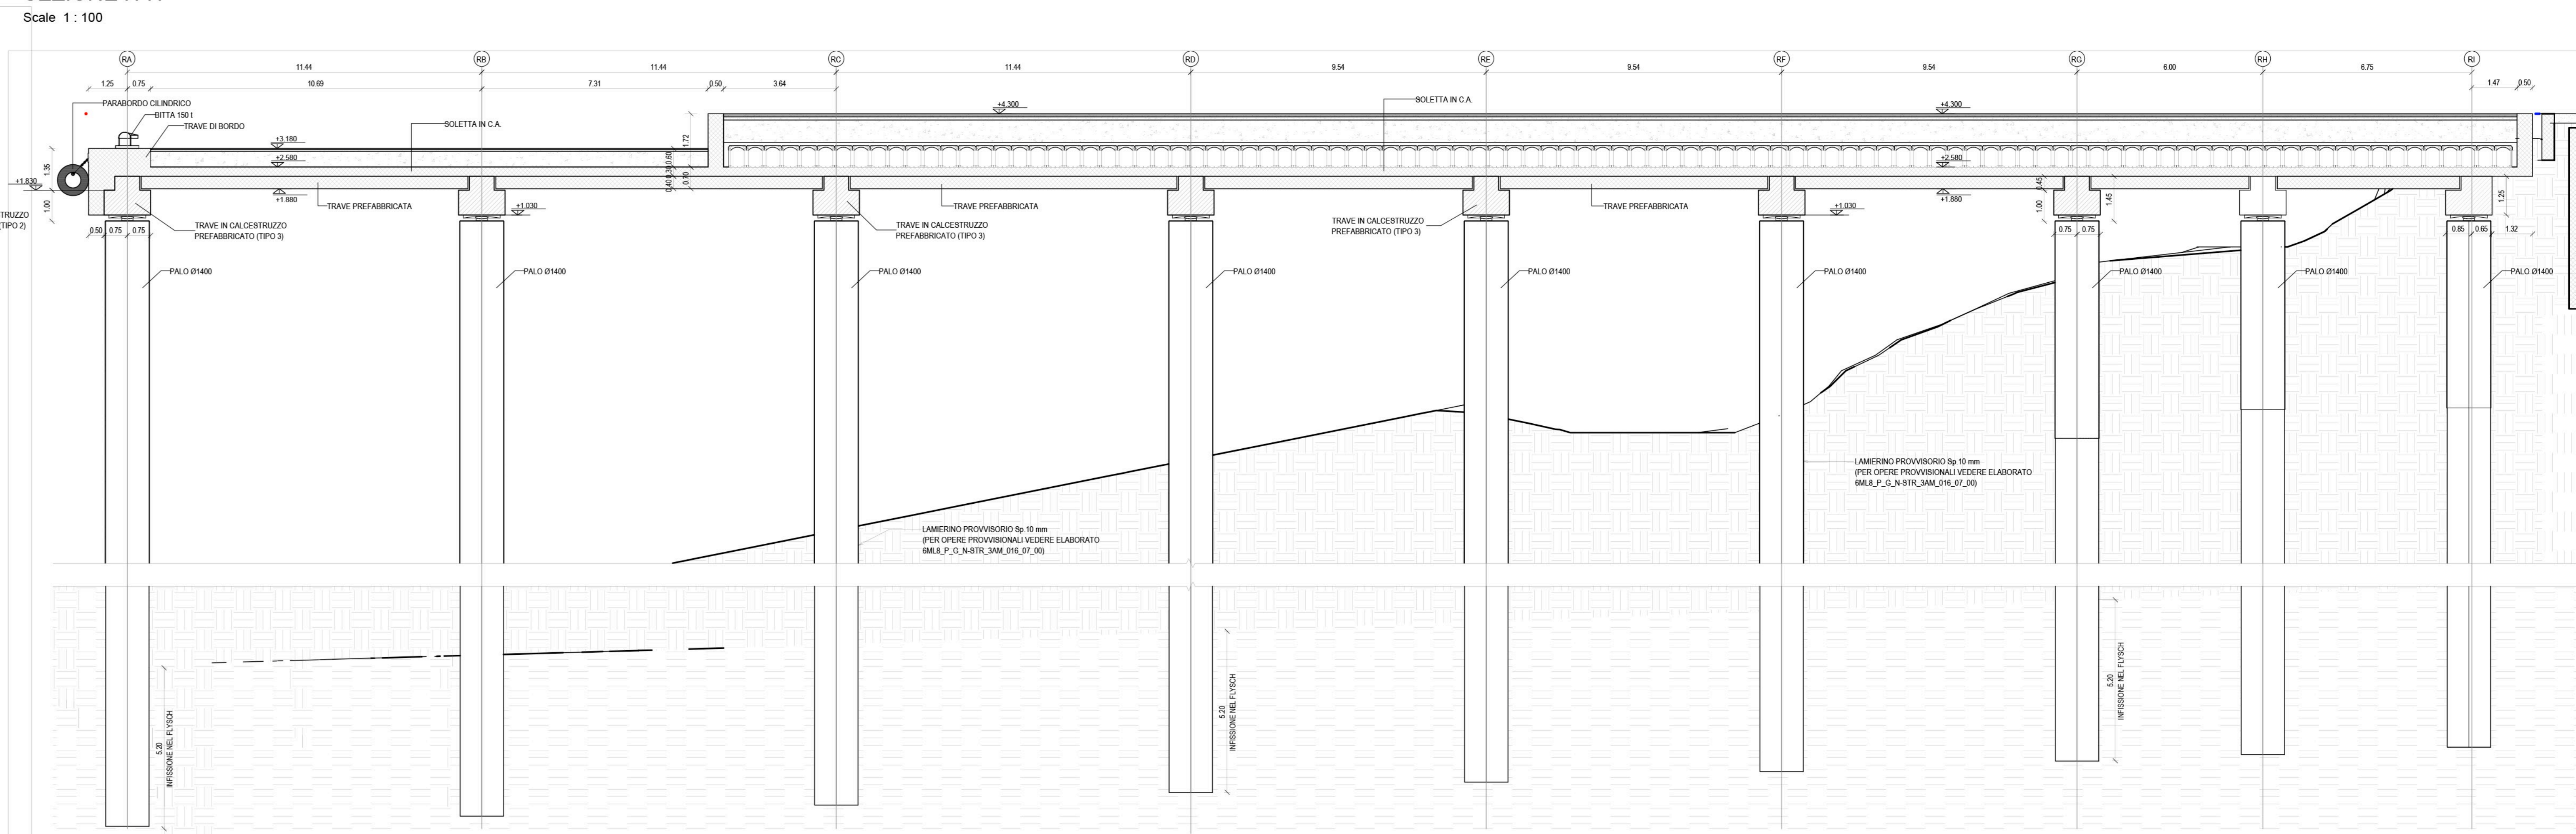 Scale 1 : 100
RA
RB
RC
RD
RE
RF
RG
RH
RI
11.44
11.44
11.44
9.54
9.54
9.54
6.00
6.75
1.25
0.75
10.69
7.31
0.50
3.64
1.47
0.50
PARABORDO CILINDRICO
BITTA 150 t
TRAVE DI BORDO
SOLETTA IN C.A.
+4.300
SOLETTA IN C.A.
+4.300
+3.180
+2.580
+2.580
1.72
0.60
0.30
0.40
0.70
1.35
1.00
+1.830
+1.880
+1.030
TRAVE PREFABBRICATA
TRAVE PREFABBRICATA
TRAVE PREFABBRICATA
+1.030
+1.880
0.45
1.00
1.45
1.25
STRUZZO
(TIPO 2)
TRAVE IN CALCESTRUZZO
PREFABBRICATO (TIPO 3)
TRAVE IN CALCESTRUZZO
PREFABBRICATO (TIPO 3)
TRAVE IN CALCESTRUZZO
PREFABBRICATO (TIPO 3)
0.50
0.75
0.75
0.75
0.75
0.85
0.65
1.32
PALO Ø1400
PALO Ø1400
PALO Ø1400
PALO Ø1400
PALO Ø1400
PALO Ø1400
PALO Ø1400
PALO Ø1400
PALO Ø1400
LAMIERINO PROVVISORIO Sp.10 mm
(PER OPERE PROVVISIONALI VEDERE ELABORATO
6ML8_P_G_N-STR_3AM_016_07_00)
LAMIERINO PROVVISORIO Sp.10 mm
(PER OPERE PROVVISIONALI VEDERE ELABORATO
6ML8_P_G_N-STR_3AM_016_07_00)
5.20
INFISSIONE NEL FLYSCH
5.20
INFISSIONE NEL FLYSCH
5.20
INFISSIONE NEL FLYSCH